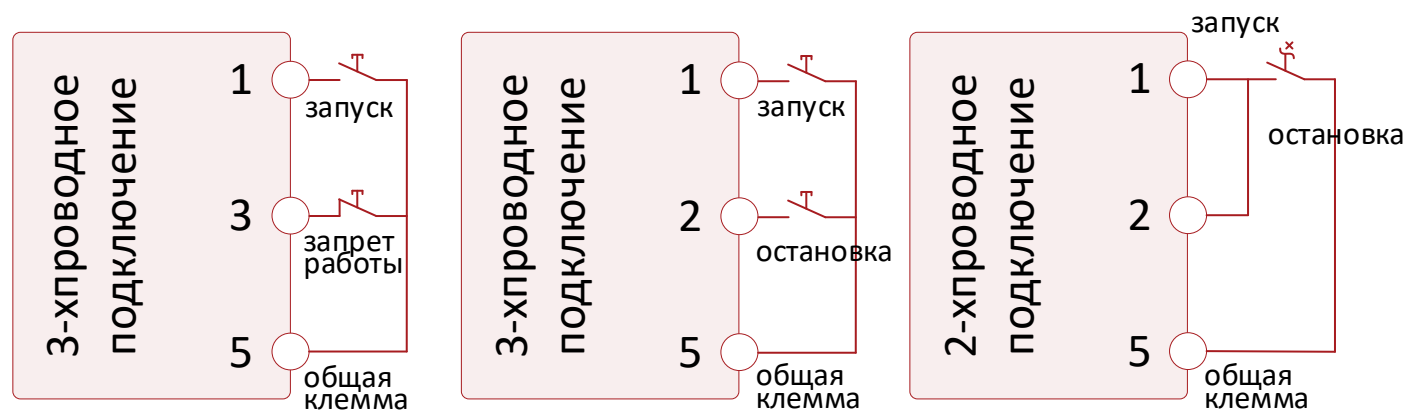 3-хпроводное
подключение
1
запуск
3
запрет
работы
5
общая
клемма
3-хпроводное
подключение
1
запуск
2
остановка
5
общая
клемма
2-хпроводное
подключение
запуск
1
остановка
2
5
общая
клемма